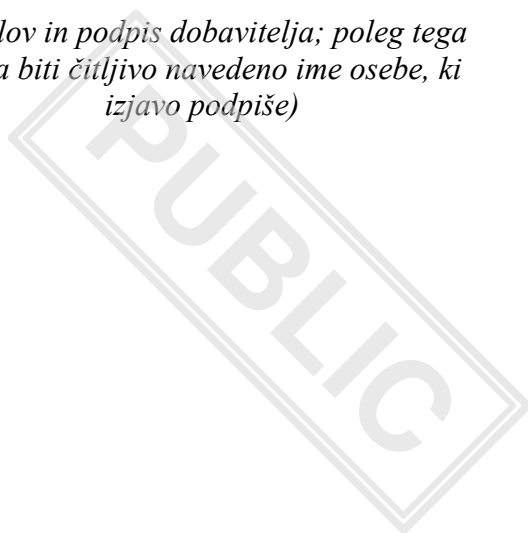 lov in podpis dobavitelja; poleg tega
a biti čitljivo navedeno ime osebe, ki
izjavo podpiše)
PUBLIC